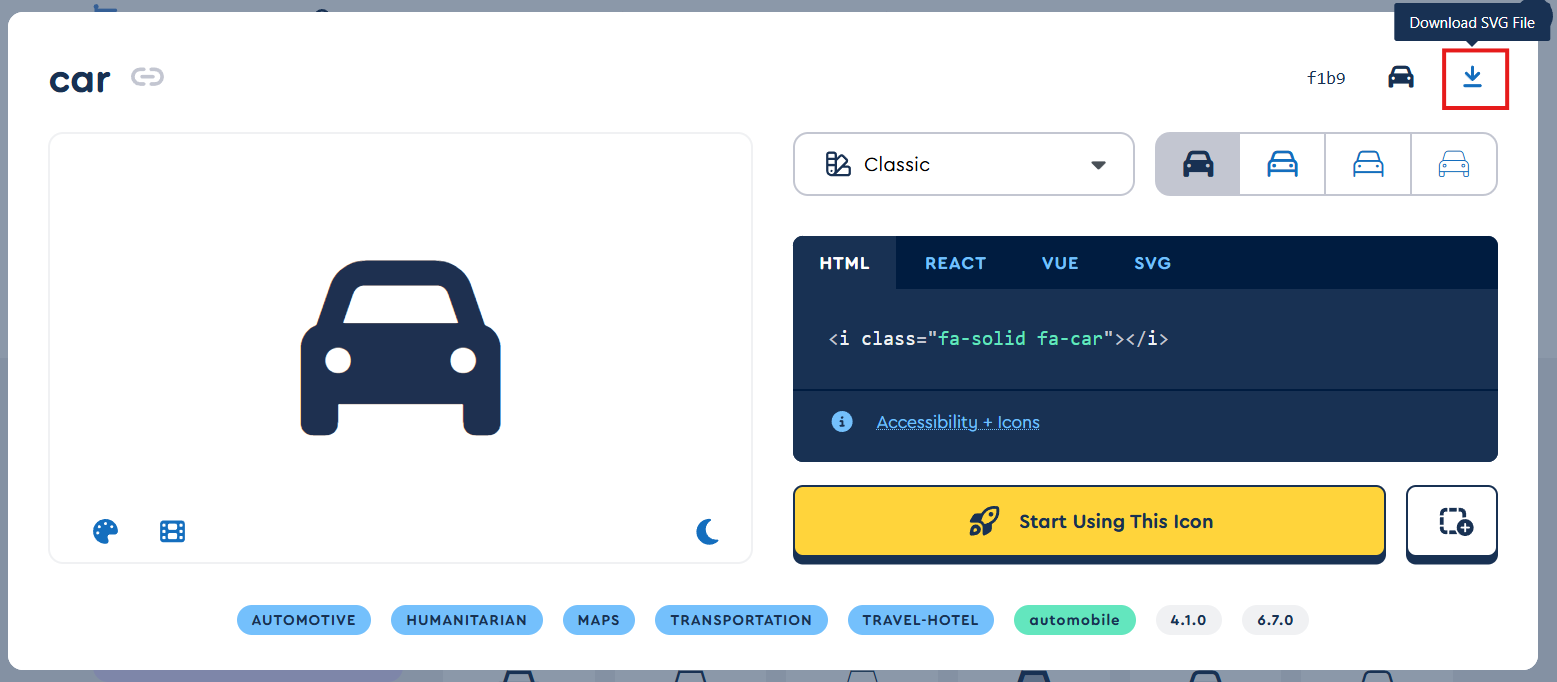 Download SVG File
car
f1b9
Classic
HTML REACT VUE SVG
<i class="fa-solid fa-car"></i>
Accessibility + Icons
Start Using This Icon
AUTOMOTIVE HUMANITARIAN MAPS TRANSPORTATION TRAVEL-HOTEL automobile 4.1.0 6.7.0